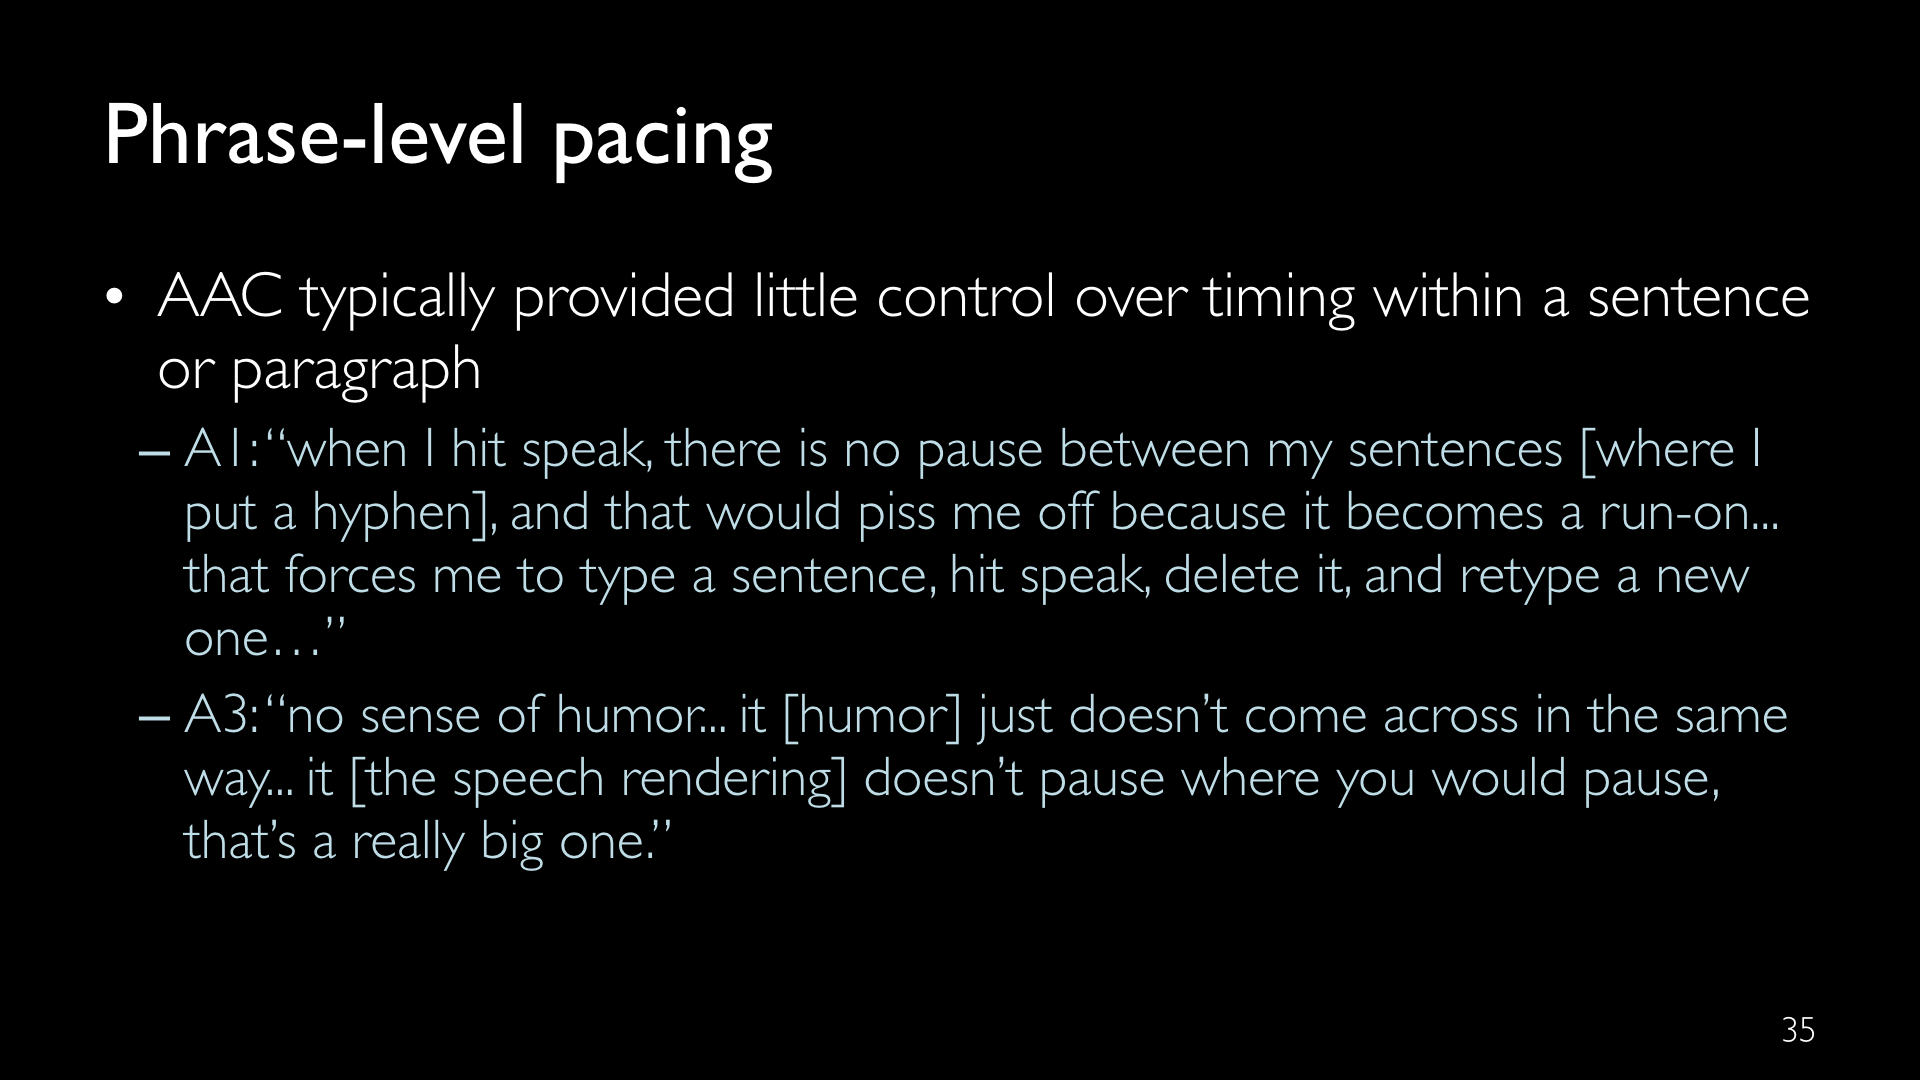 Phrase-level pacing
• AAC typically provided little control over timing within a sentence
or paragraph
– A1: “when I hit speak, there is no pause between my sentences [where I
put a hyphen], and that would piss me off because it becomes a run-on...
that forces me to type a sentence, hit speak, delete it, and retype a new
one…”
– A3: “no sense of humor... it [humor] just doesn’t come across in the same
way... it [the speech rendering] doesn’t pause where you would pause,
that’s a really big one.”
35